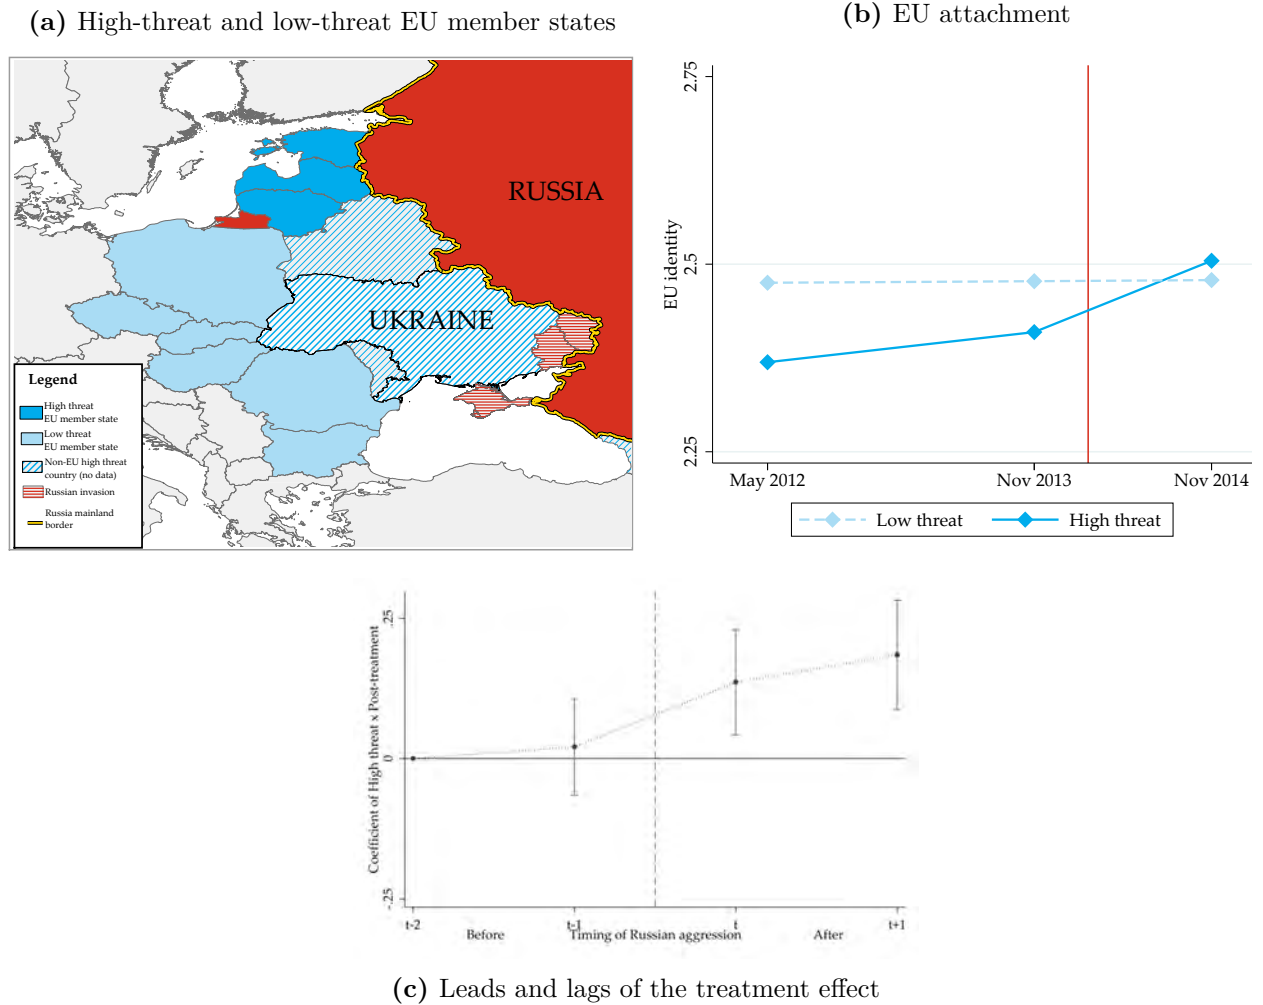 (a) High-threat and low-threat EU member states
RUSSIA
UKRAINE
Legend
High threat
EU member state
Low threat
EU member state
Non-EU high threat
country (no data)
Russian invasion
Russia mainland
border
(b) EU attachment
EU identity
2.75
2.5
2.25
May 2012
Nov 2013
Nov 2014
Low threat
High threat
Coefficient of High threat x Post-treatment
.25
0
-.25
t-2
t-1
t
t+1
Before
Timing of Russian aggression
After
(c) Leads and lags of the treatment effect